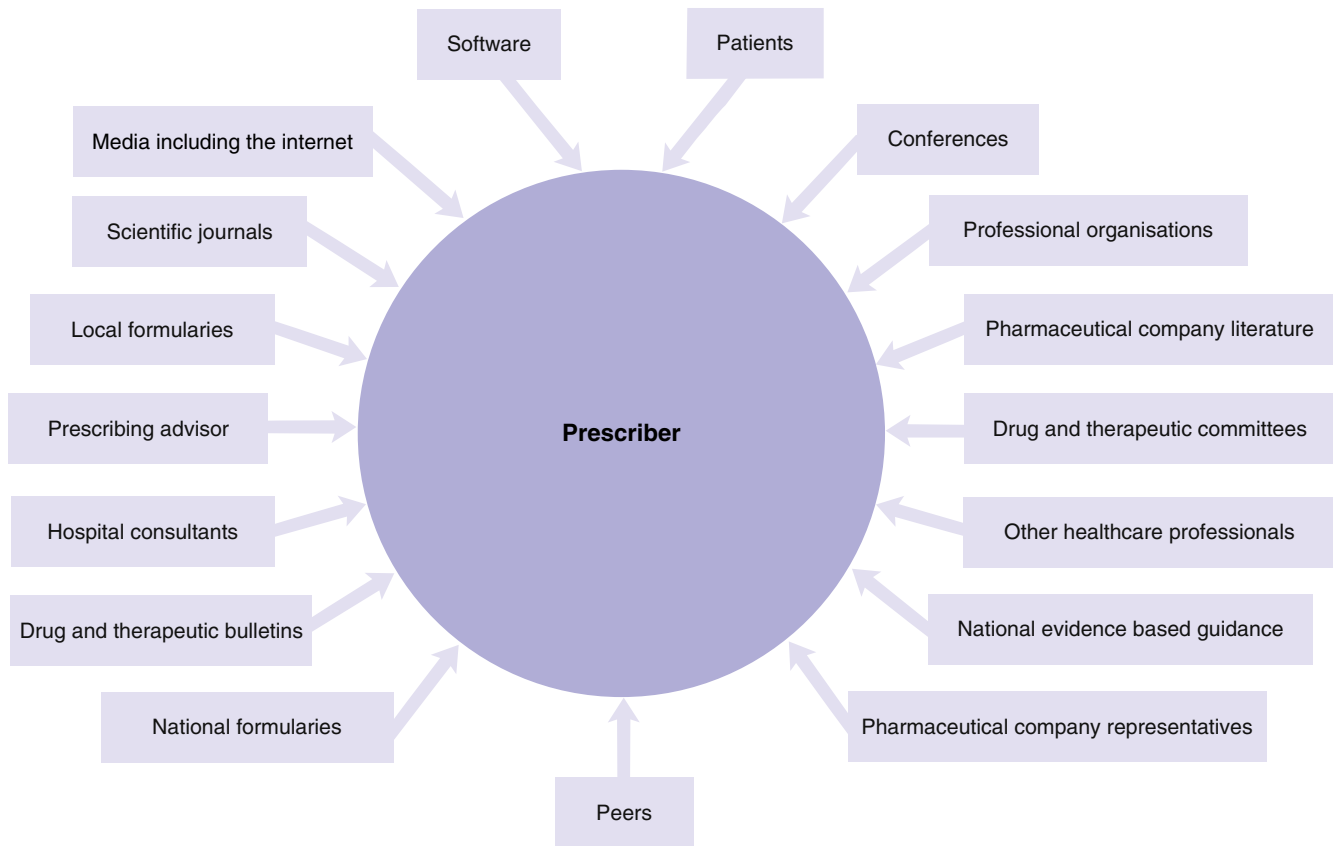 Software
Patients
Media including the internet
Conferences
Scientific journals
Professional organisations
Local formularies
Pharmaceutical company literature
Prescribing advisor
Prescriber
Drug and therapeutic committees
Hospital consultants
Other healthcare professionals
Drug and therapeutic bulletins
National evidence based guidance
National formularies
Pharmaceutical company representatives
Peers